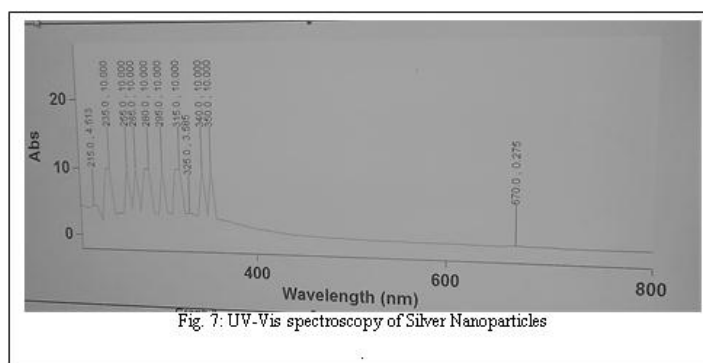 215.0 , 4.613
235.0 , 10.000
255.0 , 10.000
265.0 , 10.000
280.0 , 10.000
295.0 , 10.000
315.0 , 10.000
325.0 , 3.585
340.0 , 10.000
350.0 , 10.000
670.0 , 0.275
Abs
20
10
0
400
600
800
Wavelength (nm)
Fig. 7: UV-Vis spectroscopy of Silver Nanoparticles